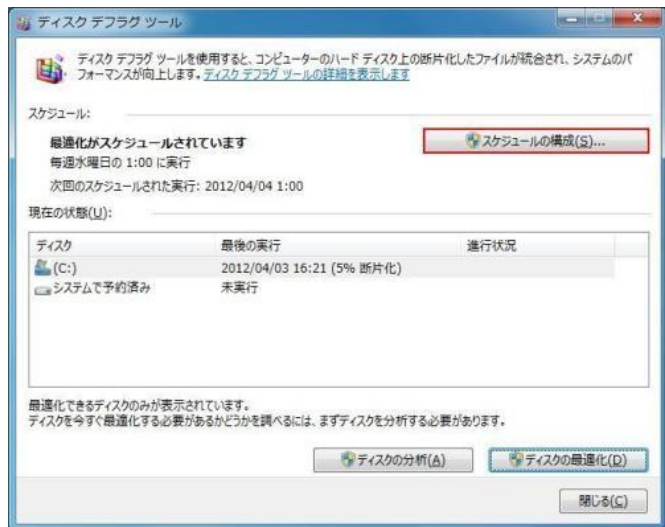 ディスク デフラグ ツール
ディスク デフラグ ツールを使用すると、コンピューターのハード ディスク上の断片化したファイルが統合され、システムのパ
フォーマンスが向上します。ディスク デフラグ ツールの詳細を表示します
スケジュール:
最適化がスケジュールされています
スケジュールの構成(S)...
毎週水曜日の 1:00 に実行
次回のスケジュールされた実行: 2012/04/04 1:00
現在の状態(U):
ディスク 最後の実行 進行状況
(C:) 2012/04/03 16:21 (5% 断片化)
システムで予約済み 未実行
最適化できるディスクのみが表示されています。
ディスクを今すぐ最適化する必要があるかどうかを調べるには、まずディスクを分析する必要があります。
ディスクの分析(A) ディスクの最適化(D)
閉じる(C)